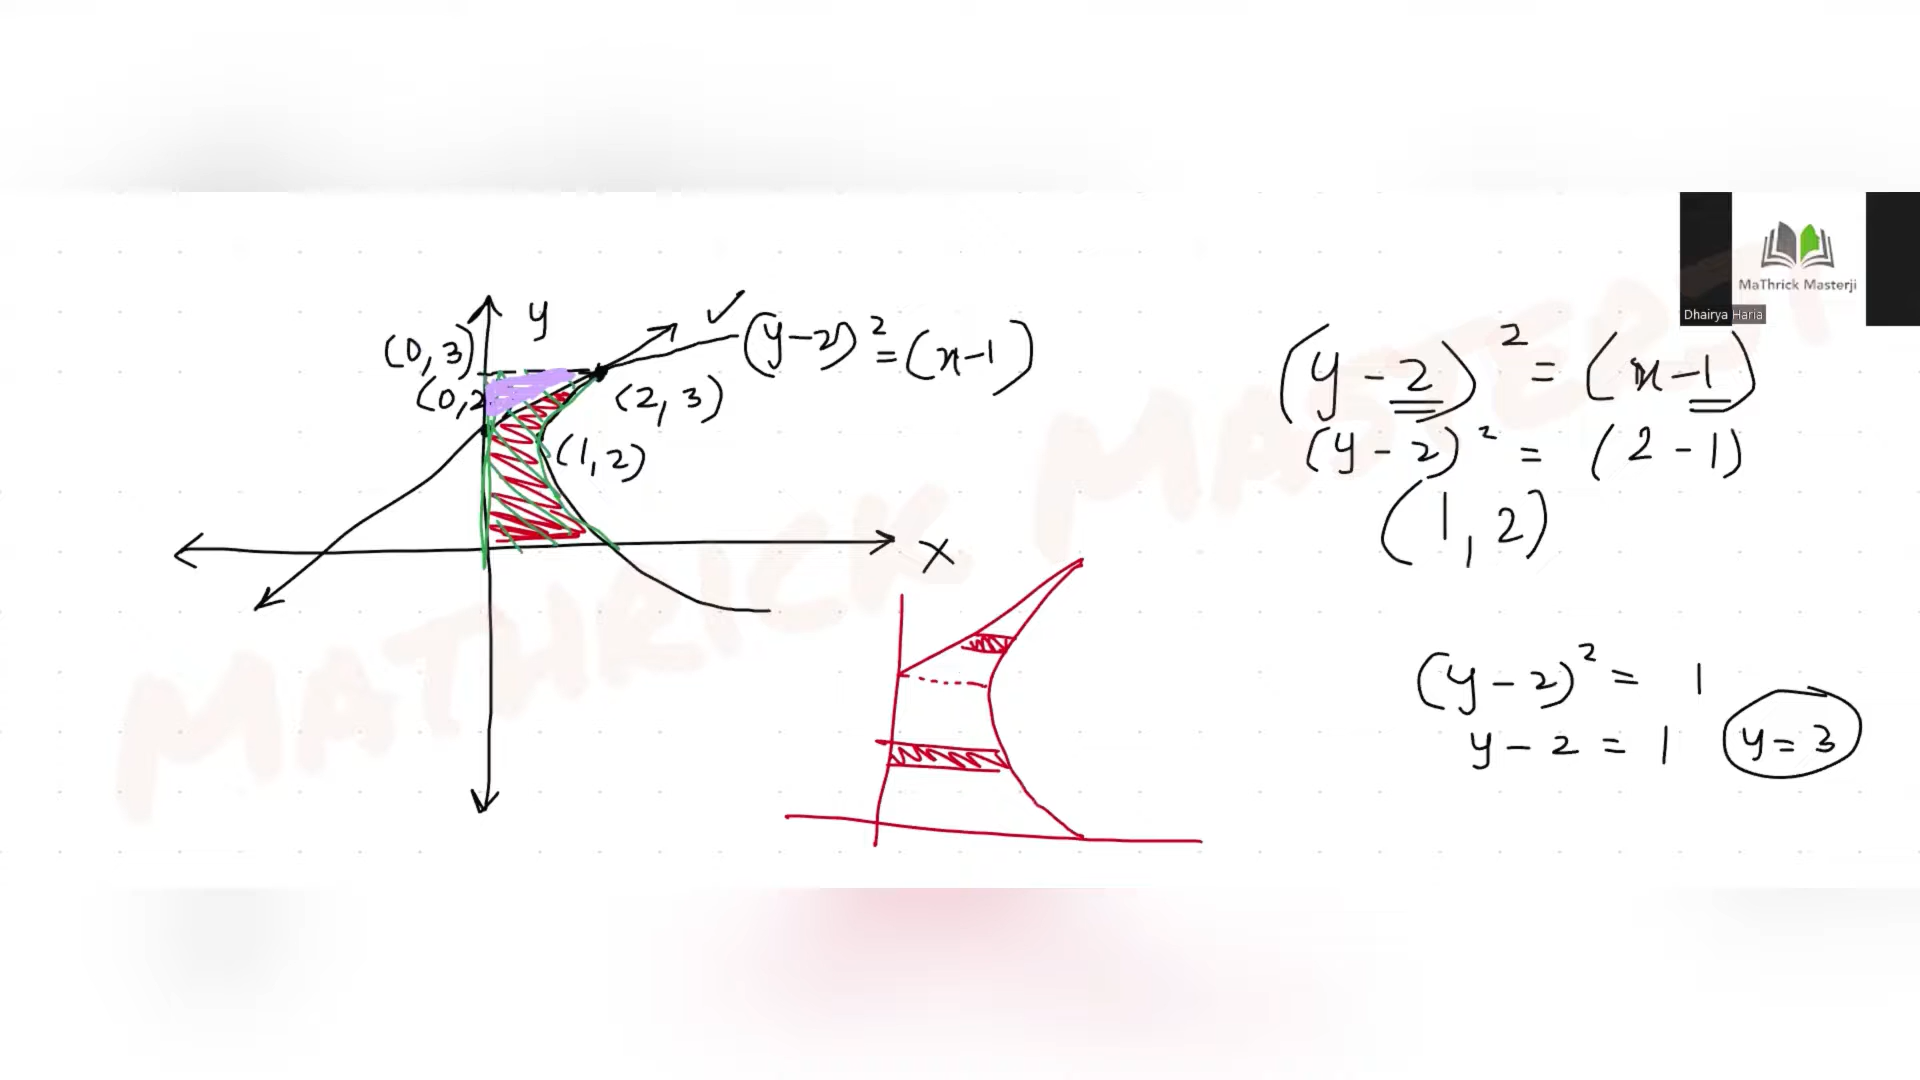 MaThrick Masterji
Dhairya Haria
y
(0,3)
(y-2)² = (x-1)
(0,2
(2,3)
(1,2)
X
(y-2)² = (x-1)
(y-2)² = (2-1)
(1,2)
(y-2)² = 1
y-2 = 1
y=3
MATHRICK MASTERJI